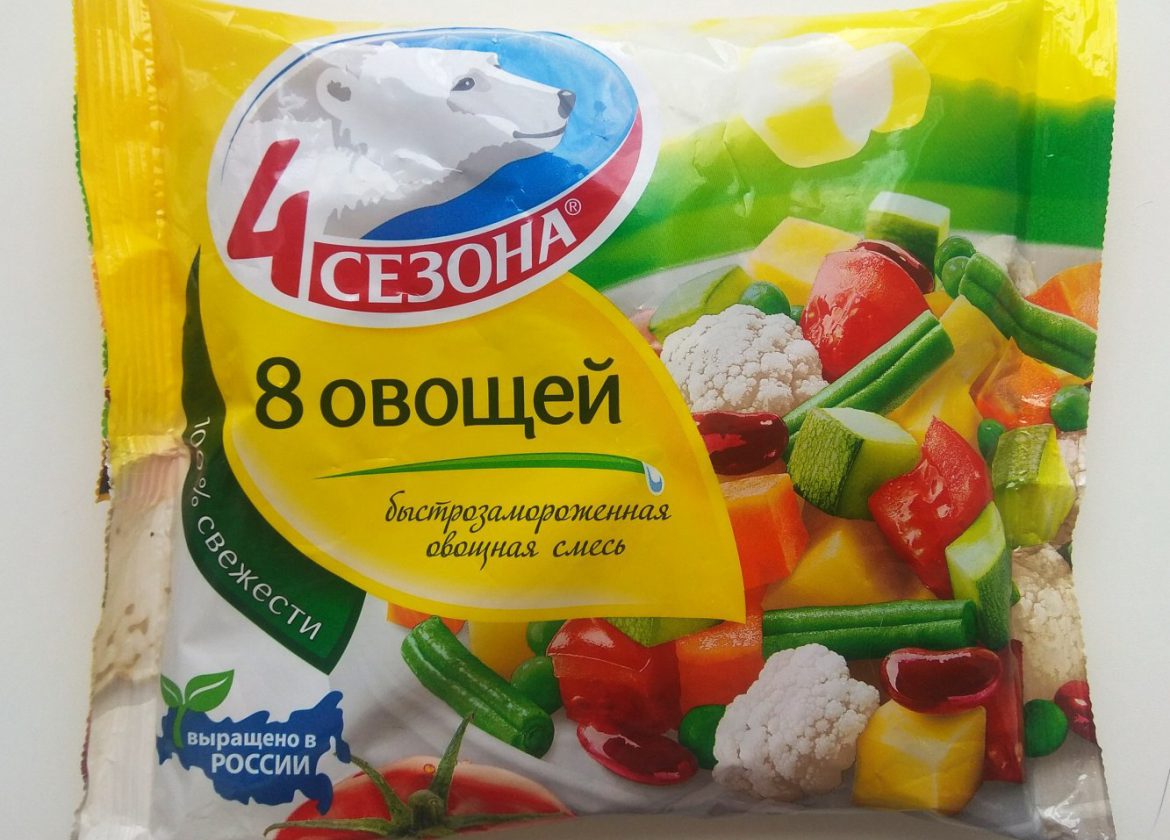 4 СЕЗОНА®
8 овощей
быстрозамороженная
овощная смесь
100% свежести
выращено в
РОССИИ